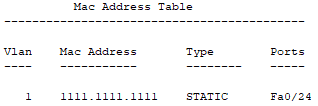 Mac Address Table
-------------------------------------------
Vlan    Mac Address       Type        Ports
----    -----------       --------    -----
1    1111.1111.1111    STATIC      Fa0/24